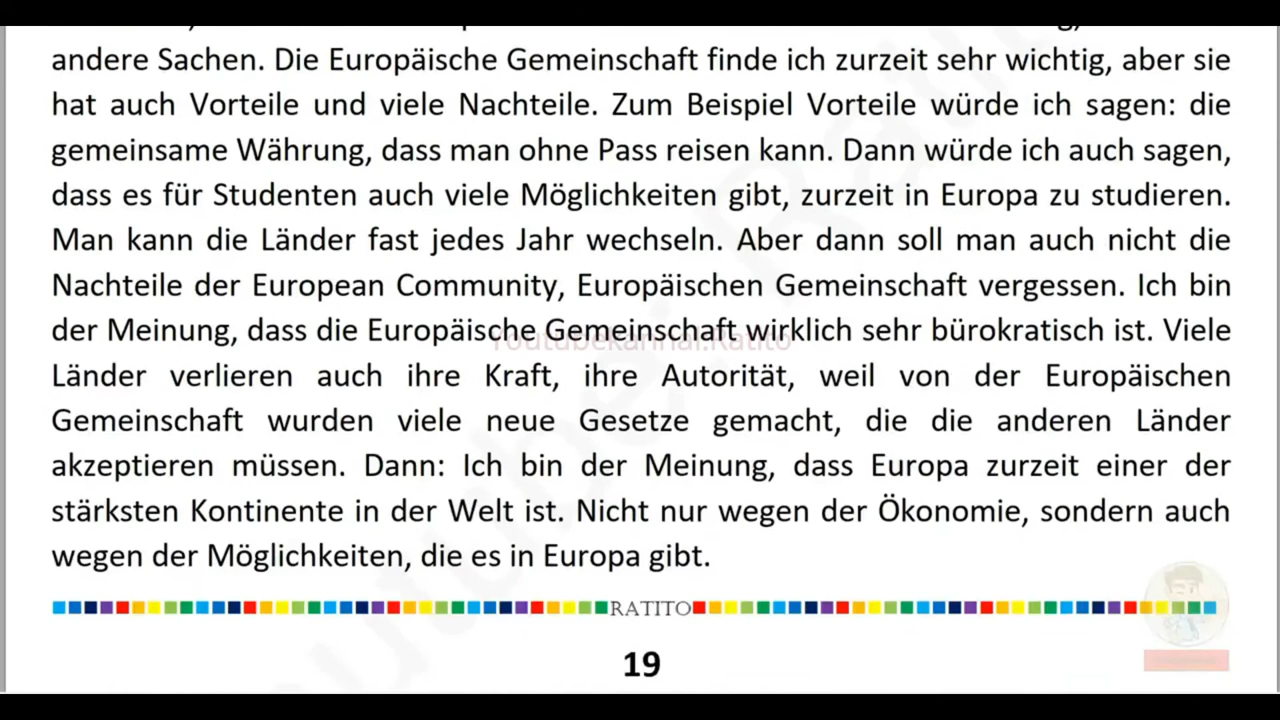 andere Sachen. Die Europäische Gemeinschaft finde ich zurzeit sehr wichtig, aber sie
hat auch Vorteile und viele Nachteile. Zum Beispiel Vorteile würde ich sagen: die
gemeinsame Währung, dass man ohne Pass reisen kann. Dann würde ich auch sagen,
dass es für Studenten auch viele Möglichkeiten gibt, zurzeit in Europa zu studieren.
Man kann die Länder fast jedes Jahr wechseln. Aber dann soll man auch nicht die
Nachteile der European Community, Europäischen Gemeinschaft vergessen. Ich bin
der Meinung, dass die Europäische Gemeinschaft wirklich sehr bürokratisch ist. Viele
Youtubekannal:Ratito
Länder verlieren auch ihre Kraft, ihre Autorität, weil von der Europäischen
Gemeinschaft wurden viele neue Gesetze gemacht, die die anderen Länder
akzeptieren müssen. Dann: Ich bin der Meinung, dass Europa zurzeit einer der
stärksten Kontinente in der Welt ist. Nicht nur wegen der Ökonomie, sondern auch
wegen der Möglichkeiten, die es in Europa gibt.
RATITO
19